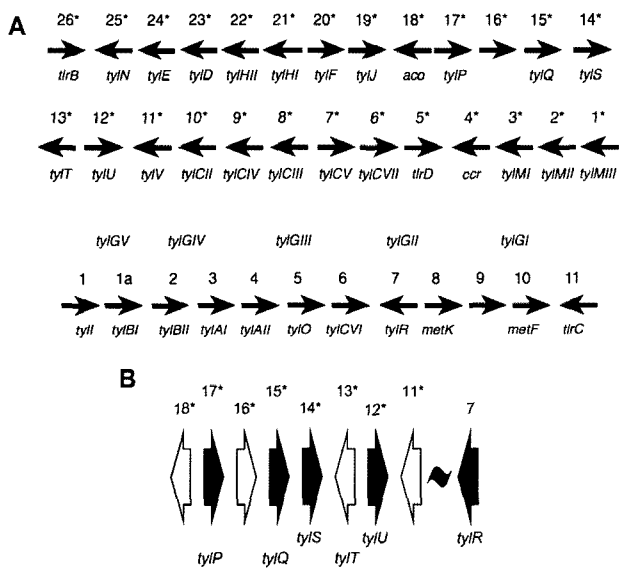 A
26* 25* 24* 23* 22* 21* 20* 19* 18* 17* 16* 15* 14*
tlrB tylN tylE tylD tylHII tylHI tylF tylJ aco tylP tylQ tylS
13* 12* 11* 10* 9* 8* 7* 6* 5* 4* 3* 2* 1*
tylT tylU tylV tylCII tylCIV tylCIII tylCV tylCVII tlrD ccr tylMI tylMII tylMIII
tylGV tylGIV tylGIII tylGII tylGI
1 1a 2 3 4 5 6 7 8 9 10 11
tylI tylBI tylBII tylAI tylAII tylO tylCVI tylR metK metF tlrC
B
18* 17* 16* 15* 14* 13* 12* 11* 7
tylS tylU tylR
tylP tylQ tylT